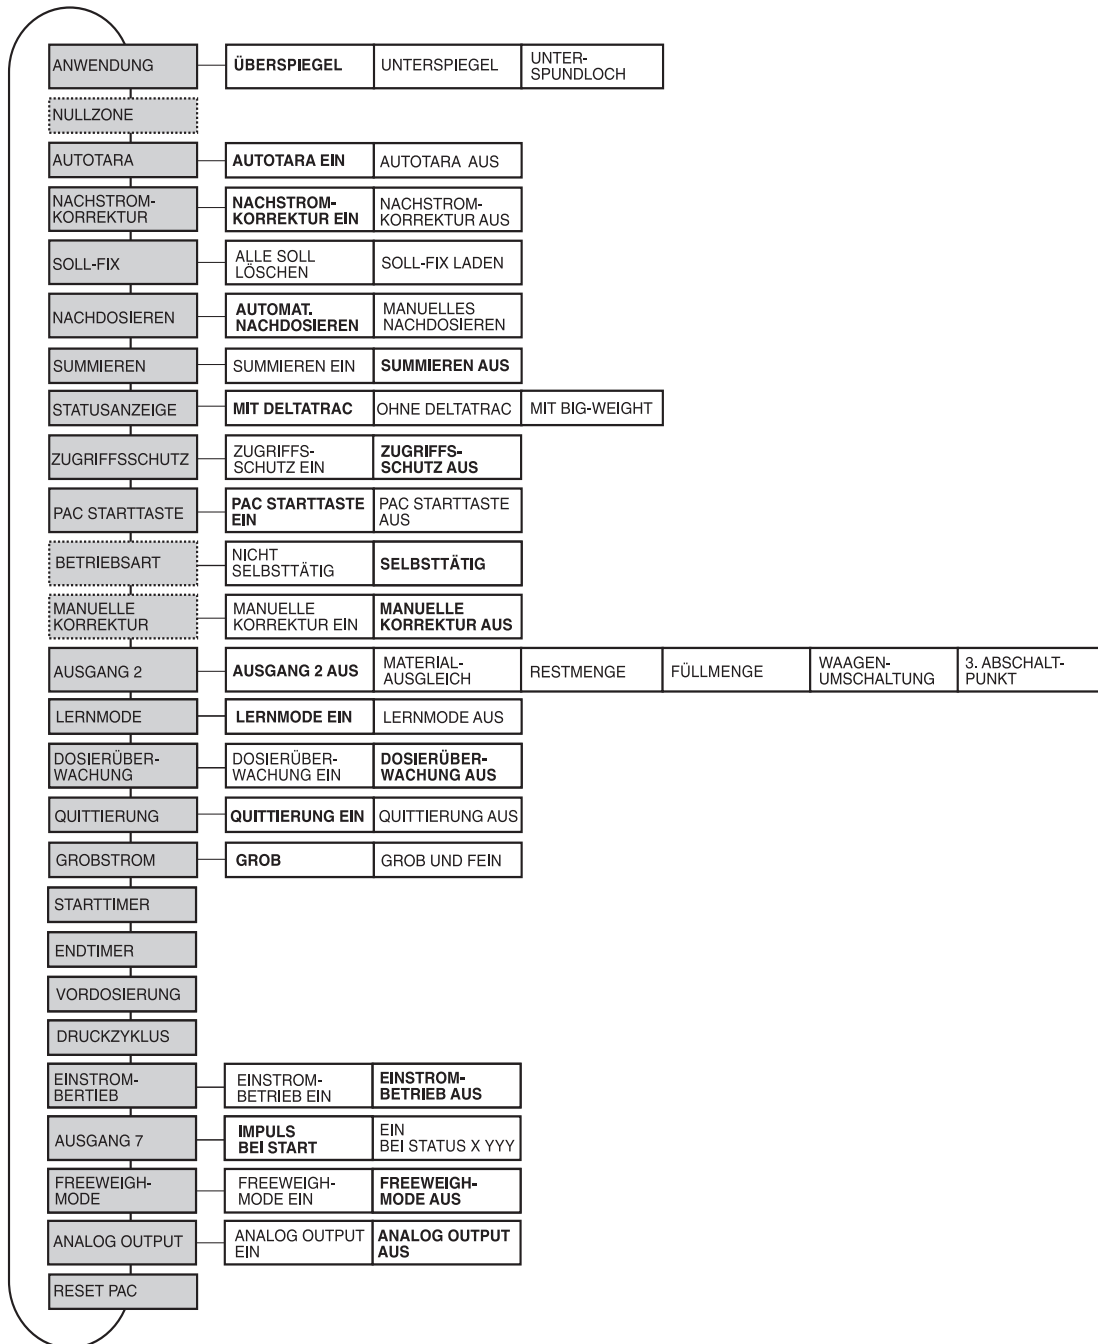 ANWENDUNG
ÜBERSPIEGEL
UNTERSPIEGEL
UNTER-
SPUNDLOCH
NULLZONE
AUTOTARA
AUTOTARA EIN
AUTOTARA AUS
NACHSTROM-
KORREKTUR
NACHSTROM-
KORREKTUR EIN
NACHSTROM-
KORREKTUR AUS
SOLL-FIX
ALLE SOLL
LÖSCHEN
SOLL-FIX LADEN
NACHDOSIEREN
AUTOMAT.
NACHDOSIEREN
MANUELLES
NACHDOSIEREN
SUMMIEREN
SUMMIEREN EIN
SUMMIEREN AUS
STATUSANZEIGE
MIT DELTATRAC
OHNE DELTATRAC
MIT BIG-WEIGHT
ZUGRIFFSSCHUTZ
ZUGRIFFS-
SCHUTZ EIN
ZUGRIFFS-
SCHUTZ AUS
PAC STARTTASTE
PAC STARTTASTE
EIN
PAC STARTTASTE
AUS
BETRIEBSART
NICHT
SELBSTTÄTIG
SELBSTTÄTIG
MANUELLE
KORREKTUR
MANUELLE
KORREKTUR EIN
MANUELLE
KORREKTUR AUS
AUSGANG 2
AUSGANG 2 AUS
MATERIAL-
AUSGLEICH
RESTMENGE
FÜLLMENGE
WAAGEN-
UMSCHALTUNG
3. ABSCHALT-
PUNKT
LERNMODE
LERNMODE EIN
LERNMODE AUS
DOSIERÜBER-
WACHUNG
DOSIERÜBER-
WACHUNG EIN
DOSIERÜBER-
WACHUNG AUS
QUITTIERUNG
QUITTIERUNG EIN
QUITTIERUNG AUS
GROBSTROM
GROB
GROB UND FEIN
STARTTIMER
ENDTIMER
VORDOSIERUNG
DRUCKZYKLUS
EINSTROM-
BERTIEB
EINSTROM-
BETRIEB EIN
EINSTROM-
BETRIEB AUS
AUSGANG 7
IMPULS
BEI START
EIN
BEI STATUS X YYY
FREEWEIGH-
MODE
FREEWEIGH-
MODE EIN
FREEWEIGH-
MODE AUS
ANALOG OUTPUT
ANALOG OUTPUT
EIN
ANALOG OUTPUT
AUS
RESET PAC